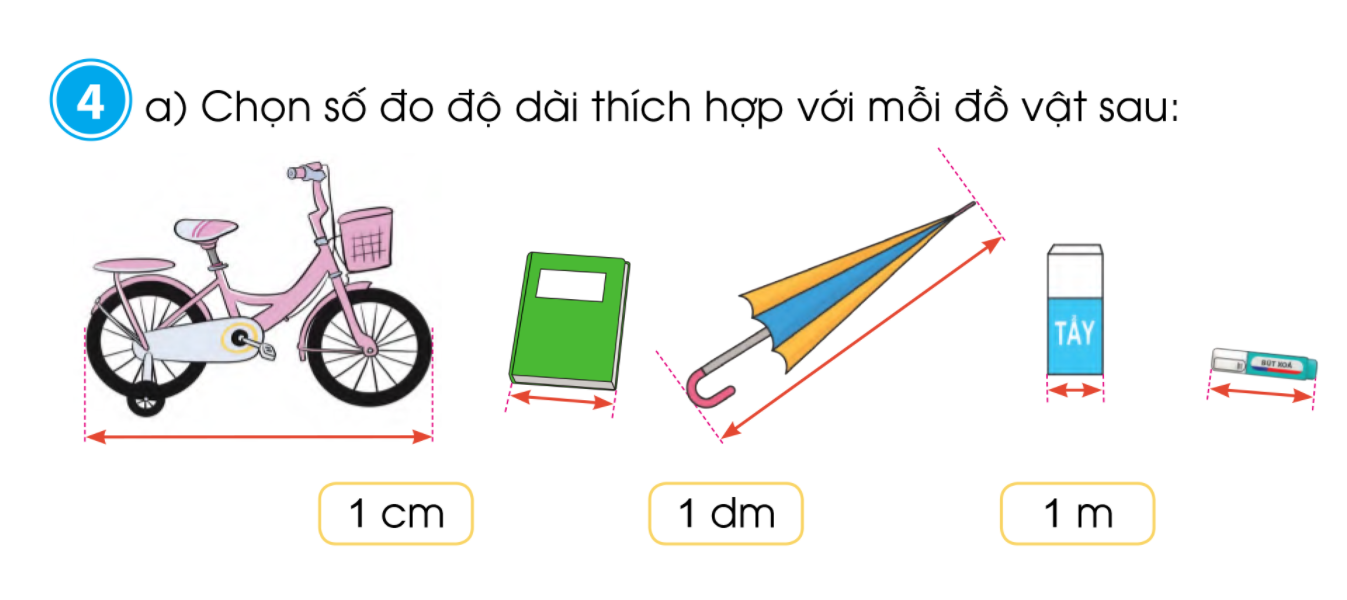 4 a) Chọn số đo độ dài thích hợp với mỗi đồ vật sau:
TẨY
BÚT XOÁ
1 cm 1 dm 1 m